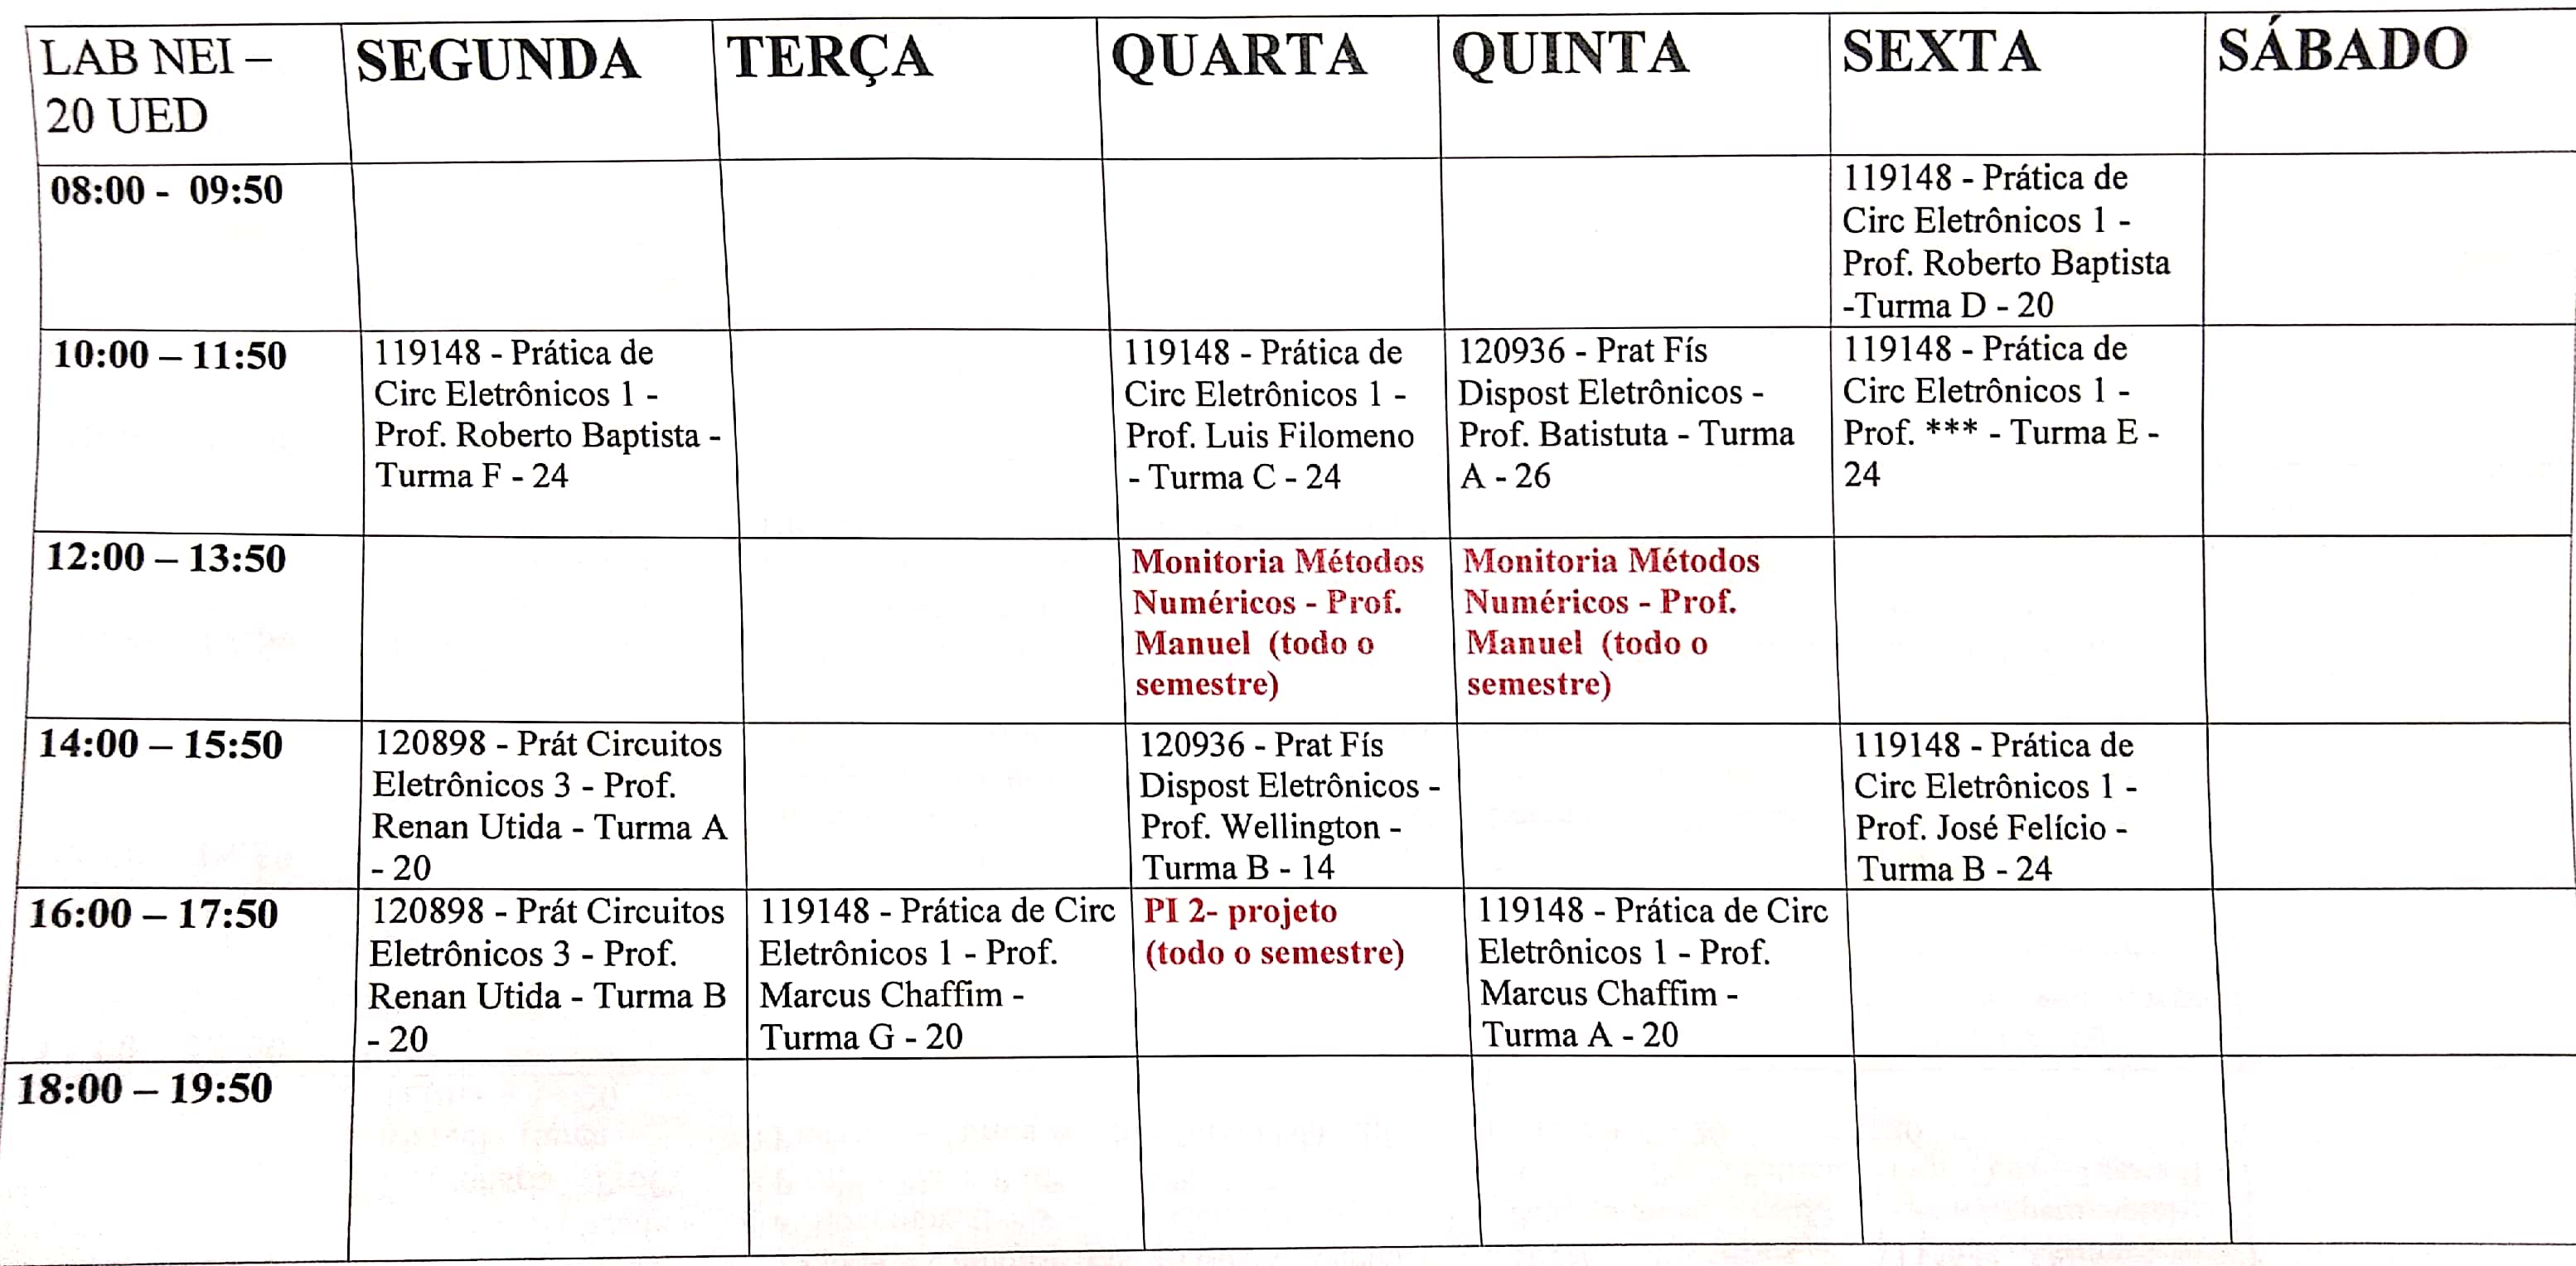 LAB NEI –
20 UED
SEGUNDA
TERÇA
QUARTA
QUINTA
SEXTA
SÁBADO
08:00 - 09:50
119148 - Prática de
Circ Eletrônicos 1 -
Prof. Roberto Baptista
-Turma D - 20
10:00 – 11:50
119148 - Prática de
Circ Eletrônicos 1 -
Prof. Roberto Baptista -
Turma F - 24
119148 - Prática de
Circ Eletrônicos 1 -
Prof. Luis Filomeno
- Turma C - 24
120936 - Prat Fís
Dispost Eletrônicos -
Prof. Batistuta - Turma
A - 26
119148 - Prática de
Circ Eletrônicos 1 -
Prof. *** - Turma E -
24
12:00 – 13:50
Monitoria Métodos
Numéricos - Prof.
Manuel (todo o
semestre)
Monitoria Métodos
Numéricos - Prof.
Manuel (todo o
semestre)
14:00 – 15:50
120898 - Prát Circuitos
Eletrônicos 3 - Prof.
Renan Utida - Turma A
- 20
120936 - Prat Fís
Dispost Eletrônicos -
Prof. Wellington -
Turma B - 14
119148 - Prática de
Circ Eletrônicos 1 -
Prof. José Felício -
Turma B - 24
16:00 – 17:50
120898 - Prát Circuitos
Eletrônicos 3 - Prof.
Renan Utida - Turma B
- 20
119148 - Prática de Circ
Eletrônicos 1 - Prof.
Marcus Chaffim -
Turma G - 20
PI 2- projeto
(todo o semestre)
119148 - Prática de Circ
Eletrônicos 1 - Prof.
Marcus Chaffim -
Turma A - 20
18:00 – 19:50